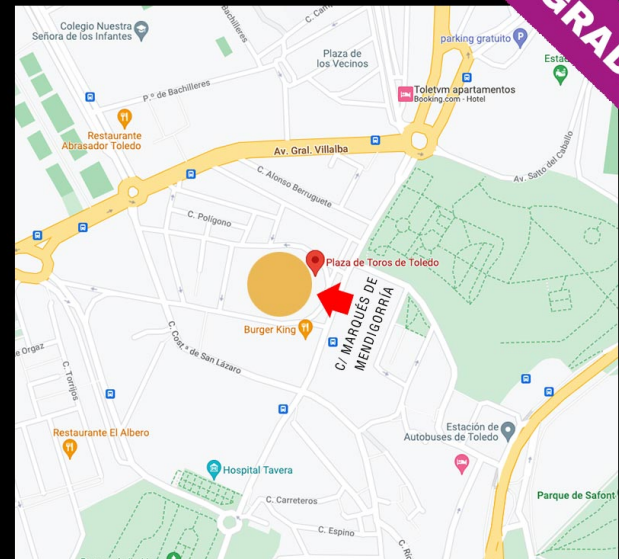 GRAD
Colegio Nuestra
Señora de los Infantes
Plaza de
los Vecinos
parking gratuito
P
Toletvm apartamentos
Booking.com - Hotel
P.º de Bachilleres
Restaurante
Abrasador Toledo
Av. Gral. Villalba
Av. Salto del Caballo
C. Alonso Berruguete
C. Polígono
Plaza de Toros de Toledo
C/ MARQUÉS DE
MENDIGORRÍA
Burger King
C. Cost.ª de San Lázaro
e Orgaz
C. Torrijos
Restaurante El Albero
Estación de
Autobuses de Toledo
Hospital Tavera
Parque de Safont
C. Carreteros
C. Espino